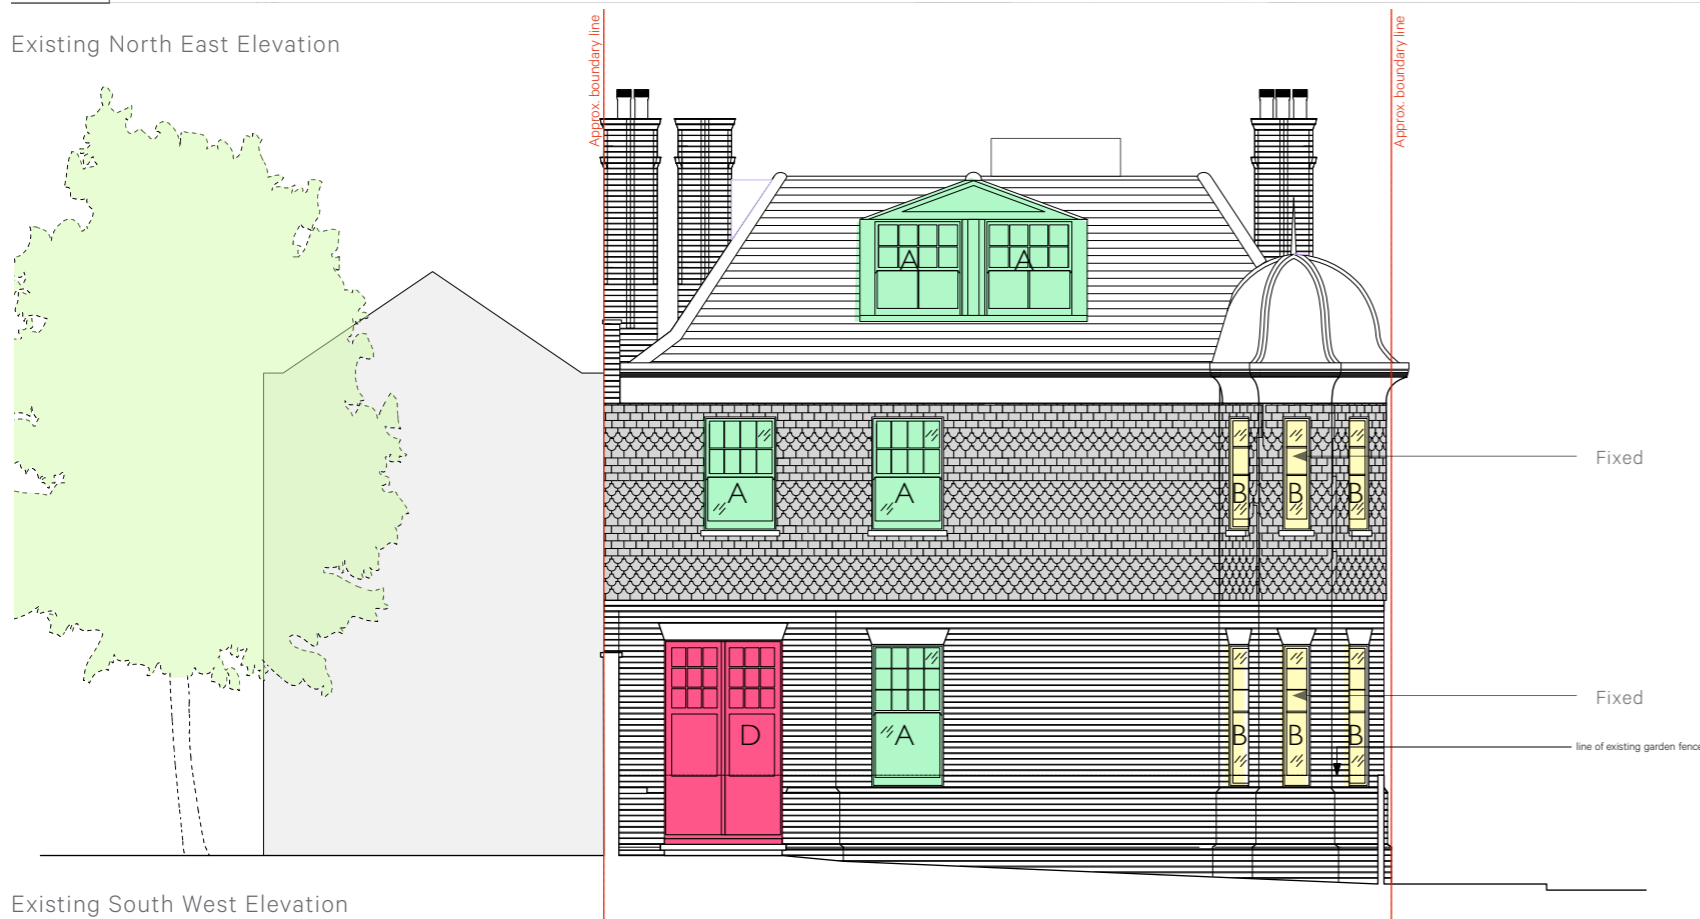 Existing North East Elevation
Approx. boundary line
Approx. boundary line
A
A
Fixed
A
A
B
B
B
Fixed
D
A
B
B
B
line of existing garden fence
Existing South West Elevation